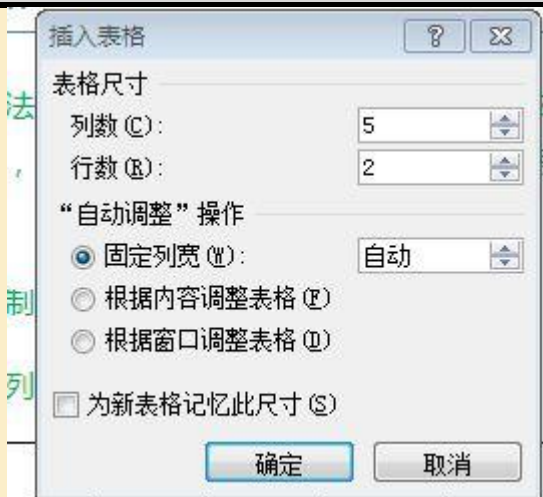 插入表格
表格尺寸
法
列数(C): 5
, 行数(R): 2
“自动调整”操作
固定列宽(W): 自动
制 根据内容调整表格(F)
根据窗口调整表格(D)
列 为新表格记忆此尺寸(S)
确定 取消